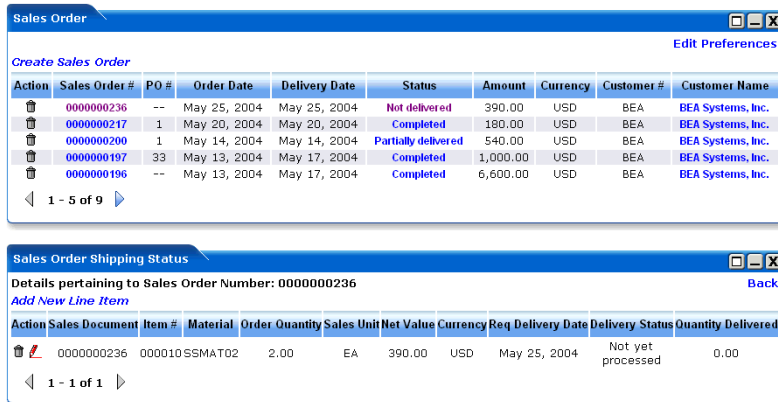 Sales Order
Edit Preferences
Create Sales Order
Action Sales Order # PO # Order Date Delivery Date Status Amount Currency Customer # Customer Name
0000000236 -- May 25, 2004 May 25, 2004 Not delivered 390.00 USD BEA BEA Systems, Inc.
0000000217 1 May 20, 2004 May 20, 2004 Completed 180.00 USD BEA BEA Systems, Inc.
0000000200 1 May 14, 2004 May 14, 2004 Partially delivered 540.00 USD BEA BEA Systems, Inc.
0000000197 33 May 13, 2004 May 17, 2004 Completed 1,000.00 USD BEA BEA Systems, Inc.
0000000196 -- May 13, 2004 May 17, 2004 Completed 6,600.00 USD BEA BEA Systems, Inc.
1 - 5 of 9
Sales Order Shipping Status
Details pertaining to Sales Order Number: 0000000236 Back
Add New Line Item
Action Sales Document Item # Material Order Quantity Sales Unit Net Value Currency Req Delivery Date Delivery Status Quantity Delivered
0000000236 000010 SSMAT02 2.00 EA 390.00 USD May 25, 2004 Not yet processed 0.00
1 - 1 of 1